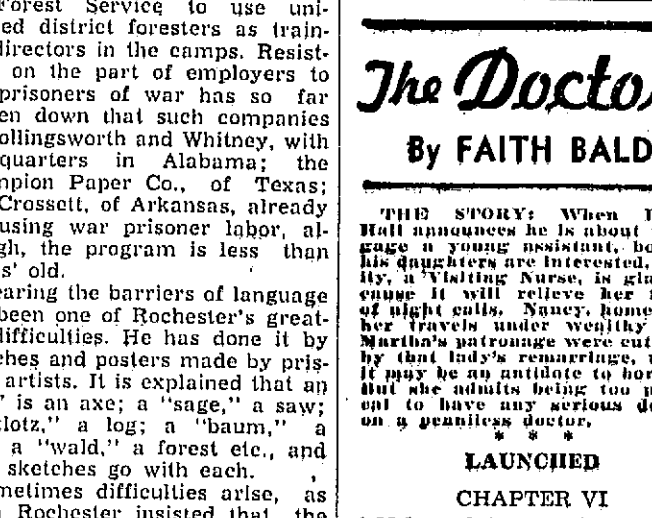 Forest Service to use uni-
ed district foresters as train-
directors in the camps. Resist-
on the part of employers to
prisoners of war has so far
en down that such companies
ollingsworth and Whitney, with
quarters in Alabama; the
mpion Paper Co., of Texas;
Crossett, of Arkansas, already
using war prisoner labor, al-
gh, the program is less than
s' old.
earing the barriers of language
been one of Rochester's great-
difficulties. He has done it by
ches and posters made by pris-
artists. It is explained that an
" is an axe; a "sage," a saw;
klotz," a log; a "baum," a
a "wald," a forest etc., and
sketches go with each.
metimes difficulties arise, as
Rochester insisted that the
The Docto
By FAITH BALD
THE STORY: When
Hall announces he is about
gage a young assistant, bo
his daughters are interested,
ity, a Visiting Nurse, is gla
cause it will relieve her
of night calls. Nancy, home
her travels under wealthy
Martha's patronage were cut
by that lady's remarriage,
it may be an antidote to bor
But she admits being too p
cal to have any serious de
on a penniless doctor.
* * *
LAUNCHED
CHAPTER VI